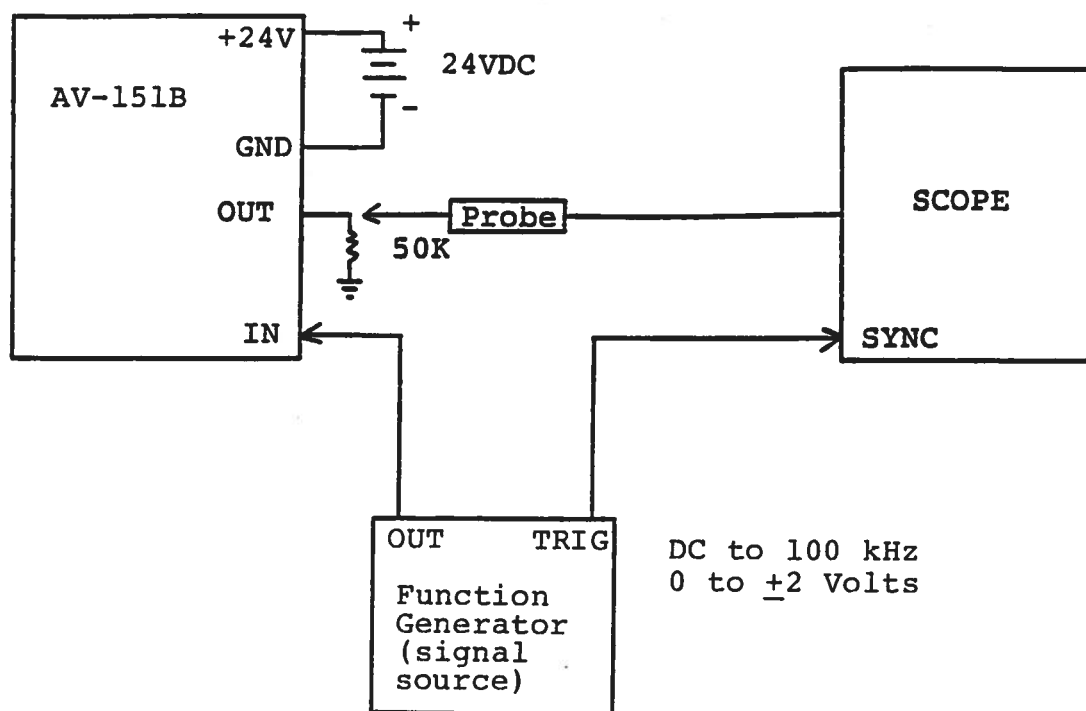 +24V
+
24VDC
-
AV-151B
GND
OUT
Probe
50K
SCOPE
IN
SYNC
OUT
TRIG
DC to 100 kHz
0 to ±2 Volts
Function
Generator
(signal
source)